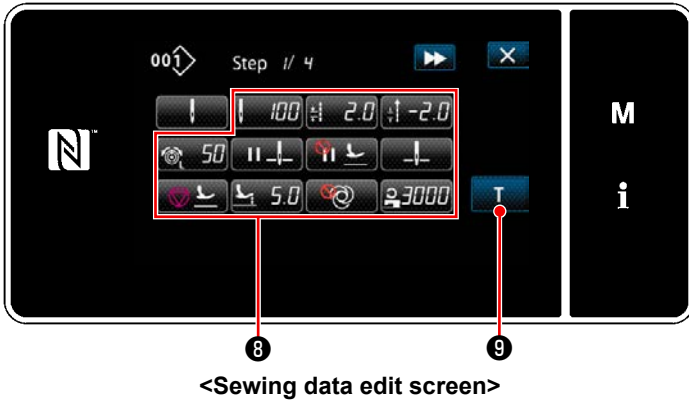 001 Step 1/4
M
100 2.0 -2.0
N
50
5.0 3000 T
i
8 9
<Sewing data edit screen>